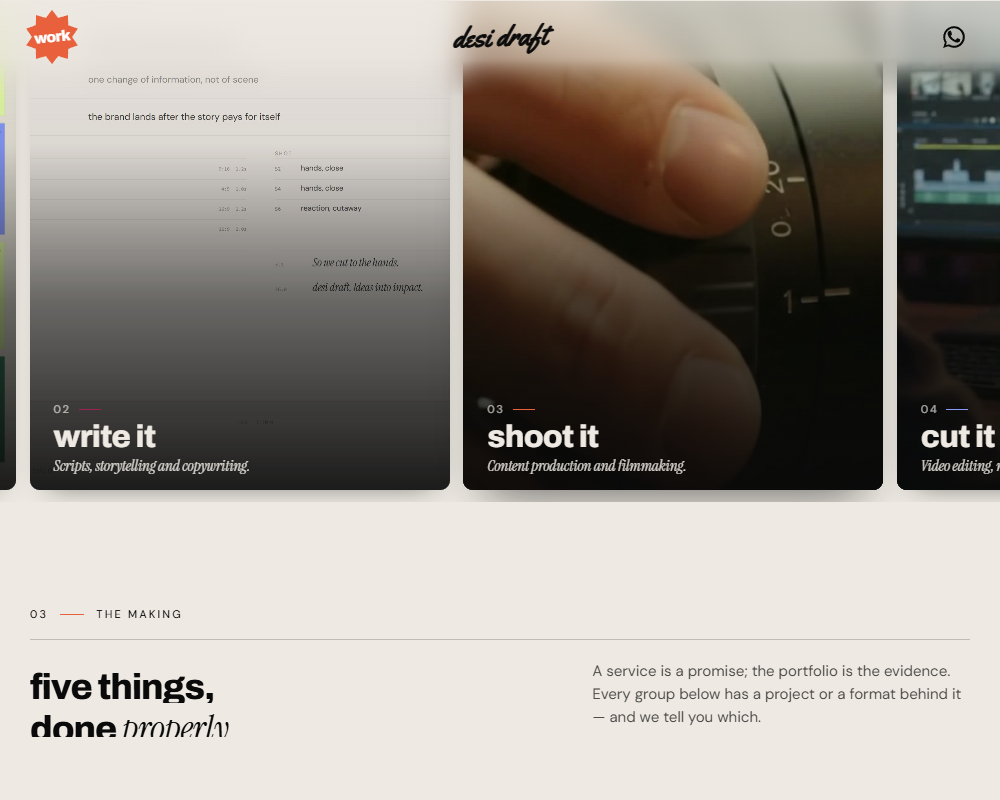 work
desi draft
one change of information, not of scene
the brand lands after the story pays for itself
SHOT
hands, close
hands, close
reaction, cutaway
So we cut to the hands.
desi draft. Ideas into impact.
20
0
1
02
write it
Scripts, storytelling and copywriting.
03
shoot it
Content production and filmmaking.
04
cut it
Video editing,
03 — THE MAKING
five things,
done properly
A service is a promise; the portfolio is the evidence.
Every group below has a project or a format behind it
— and we tell you which.